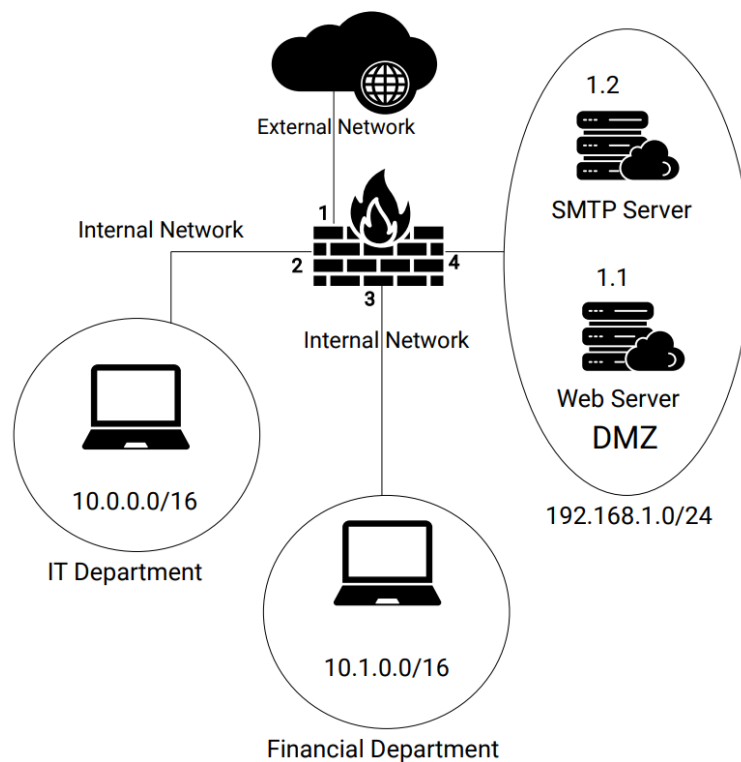 1.2
External Network
SMTP Server
1
Internal Network
2
4
3
1.1
Internal Network
Web Server
DMZ
10.0.0.0/16
192.168.1.0/24
IT Department
10.1.0.0/16
Financial Department